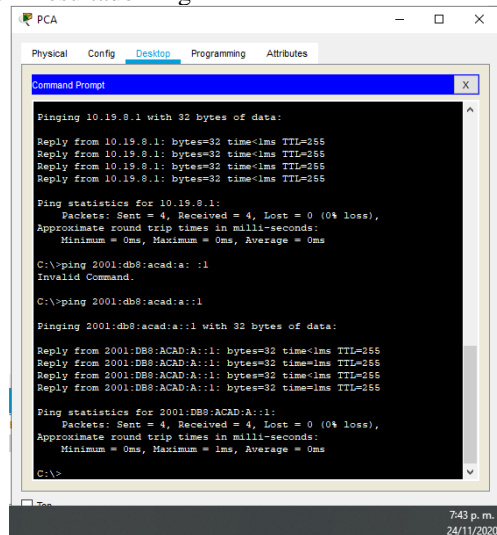 PCA
Physical Config Desktop Programming Attributes
Command Prompt
X
Pinging 10.19.8.1 with 32 bytes of data:
Reply from 10.19.8.1: bytes=32 time<1ms TTL=255
Reply from 10.19.8.1: bytes=32 time<1ms TTL=255
Reply from 10.19.8.1: bytes=32 time<1ms TTL=255
Reply from 10.19.8.1: bytes=32 time<1ms TTL=255
Ping statistics for 10.19.8.1:
Packets: Sent = 4, Received = 4, Lost = 0 (0% loss),
Approximate round trip times in milli-seconds:
Minimum = 0ms, Maximum = 0ms, Average = 0ms
C:\>ping 2001:db8:acad:a: :1
Invalid Command.
C:\>ping 2001:db8:acad:a::1
Pinging 2001:db8:acad:a::1 with 32 bytes of data:
Reply from 2001:DB8:ACAD:A::1: bytes=32 time<1ms TTL=255
Reply from 2001:DB8:ACAD:A::1: bytes=32 time=1ms TTL=255
Reply from 2001:DB8:ACAD:A::1: bytes=32 time<1ms TTL=255
Reply from 2001:DB8:ACAD:A::1: bytes=32 time<1ms TTL=255
Ping statistics for 2001:DB8:ACAD:A::1:
Packets: Sent = 4, Received = 4, Lost = 0 (0% loss),
Approximate round trip times in milli-seconds:
Minimum = 0ms, Maximum = 1ms, Average = 0ms
C:\>
7:43 p. m.
24/11/2020